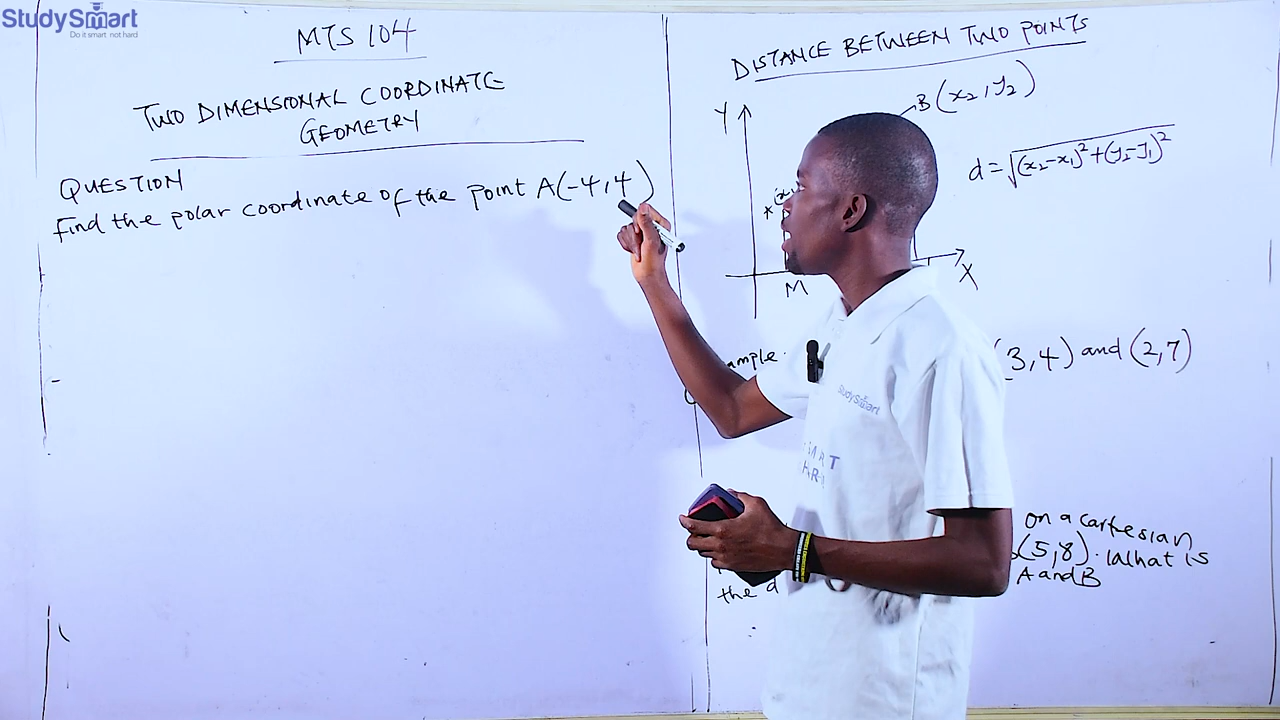 StudySmart
Do it smart not hard
MTS 104
TWO DIMENSIONAL COORDINATE
GEOMETRY
QUESTION
Find the polar coordinate of the point A(-4,4)
DISTANCE BETWEEN TWO POINTS
Y
B(x₂,y₂)
d=√(x₂-x₁)²+(y₂-y₁)²
X
M
(3,4) and (2,7)
on a cartesian
(5,8). What is
the
A and B
StudySmart